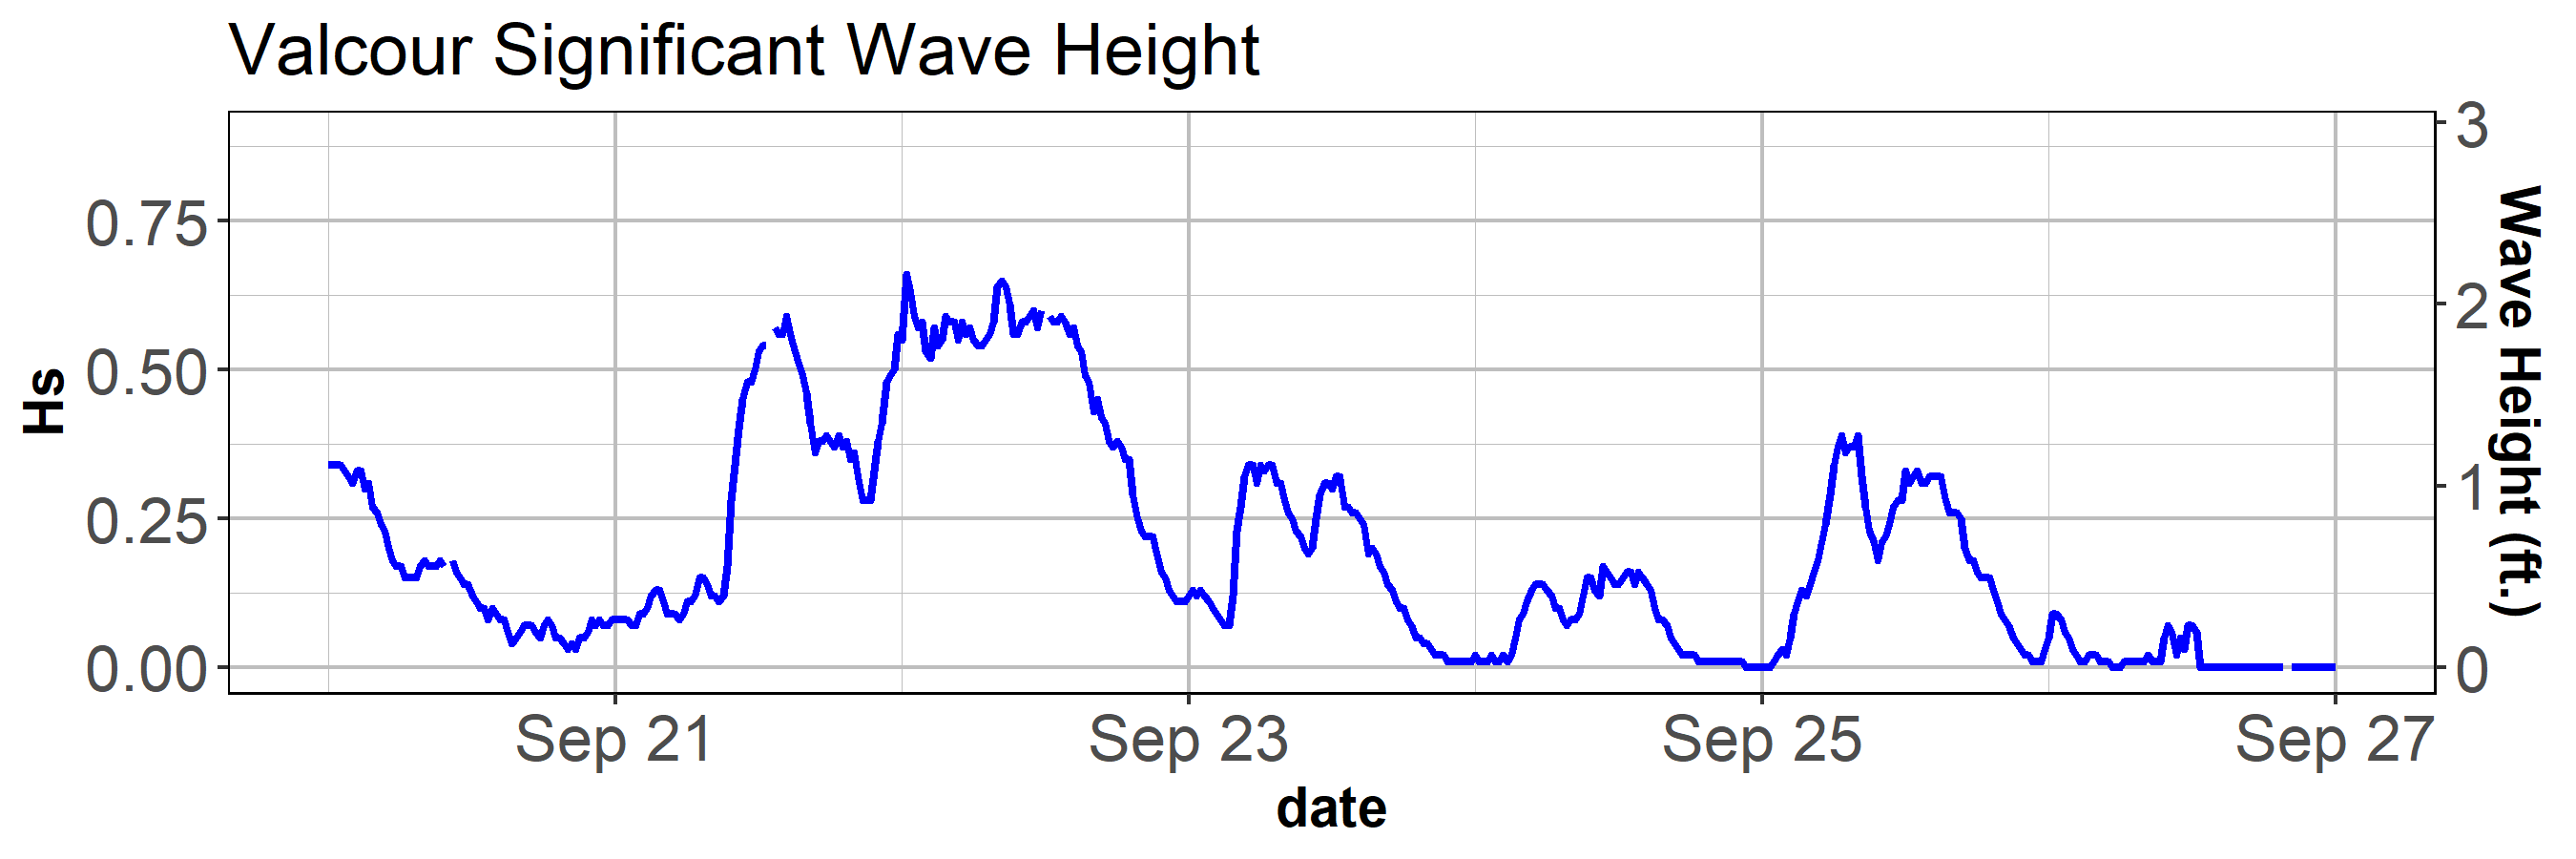 Valcour Significant Wave Height
Hs
0.75
0.50
0.25
0.00
3
2
1
0
Wave Height (ft.)
Sep 21
Sep 23
Sep 25
Sep 27
date